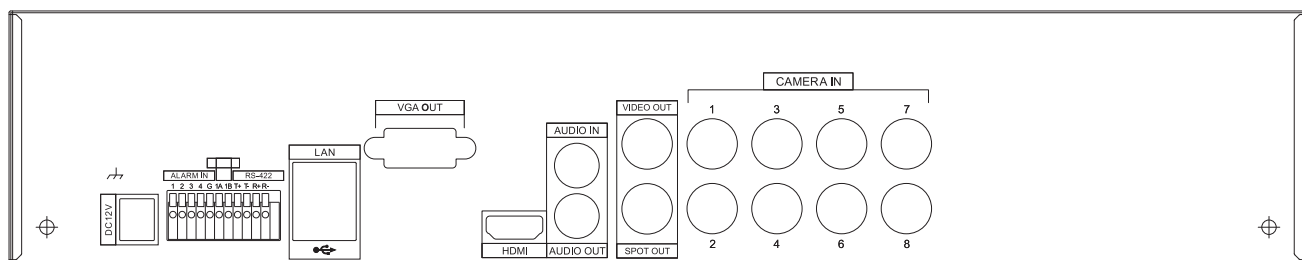 CAMERA IN
VGA OUT
VIDEO OUT
1 3 5 7
AUDIO IN
LAN
ALARM IN RS-422
1 2 3 4 G 1A 1B T+ T- R+ R-
DC12V
2 4 6 8
HDMI AUDIO OUT SPOT OUT